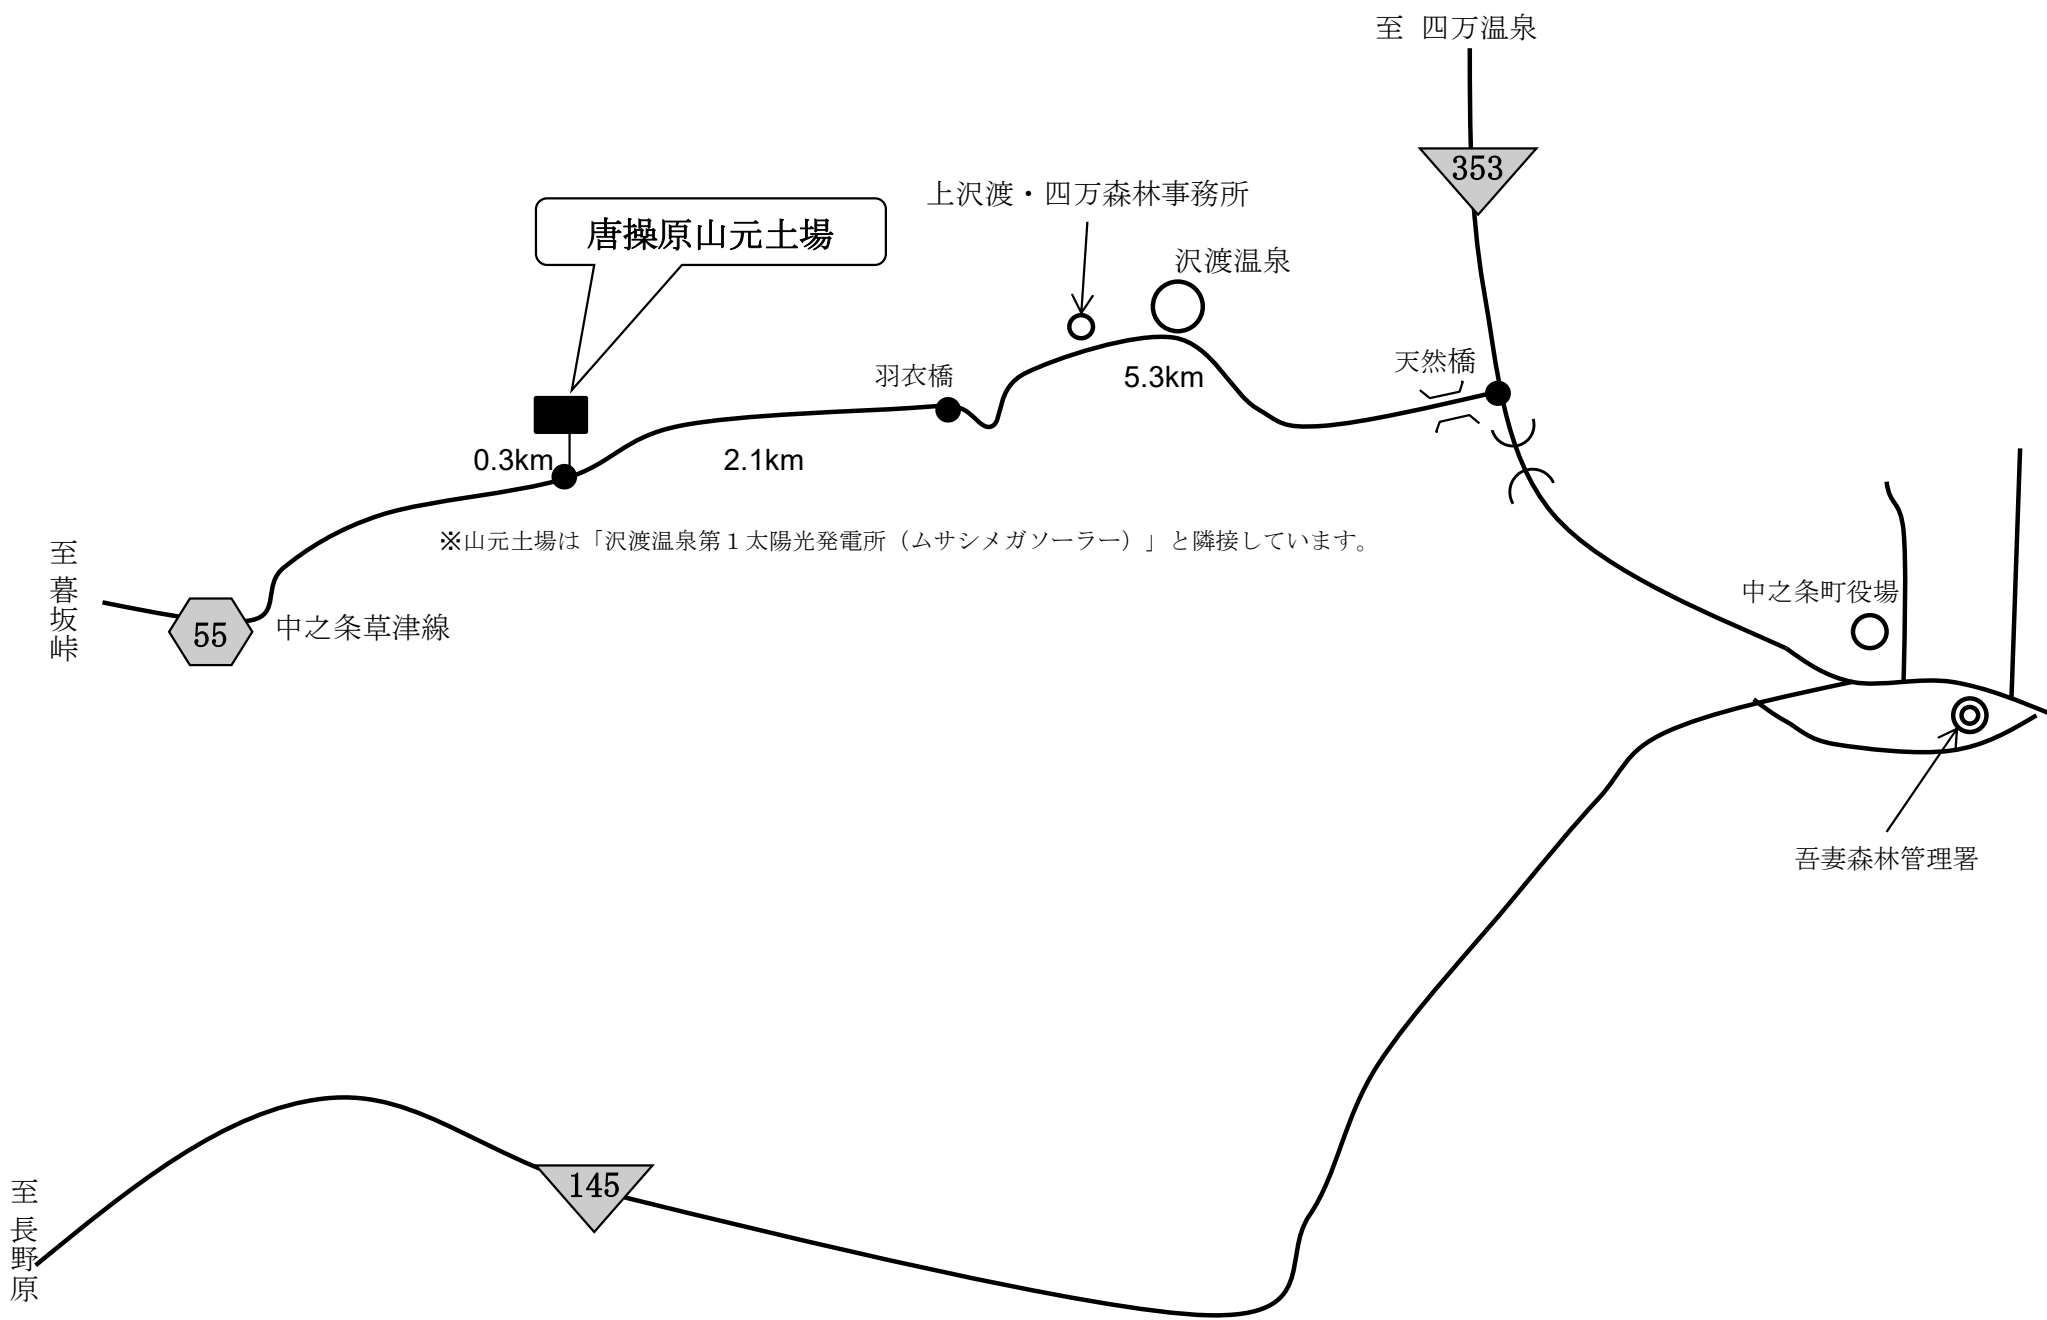 至 四万温泉
353
上沢渡・四万森林事務所
唐操原山元土場
沢渡温泉
天然橋
羽衣橋
5.3km
0.3km
2.1km
※山元土場は「沢渡温泉第１太陽光発電所（ムサシメガソーラー）」と隣接しています。
至暮坂峠
55
中之条草津線
中之条町役場
吾妻森林管理署
145
至長野原